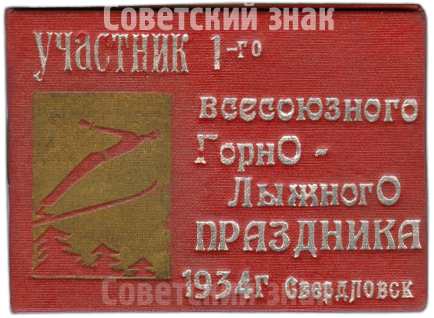 Советский знак
УЧАСТНИК 1-ГО
ВСЕСОЮЗНОГО
ГОРНО-
ЛЫЖНОГО
ПРАЗДНИКА
1934г СВЕРДЛОВСК
Советский знак